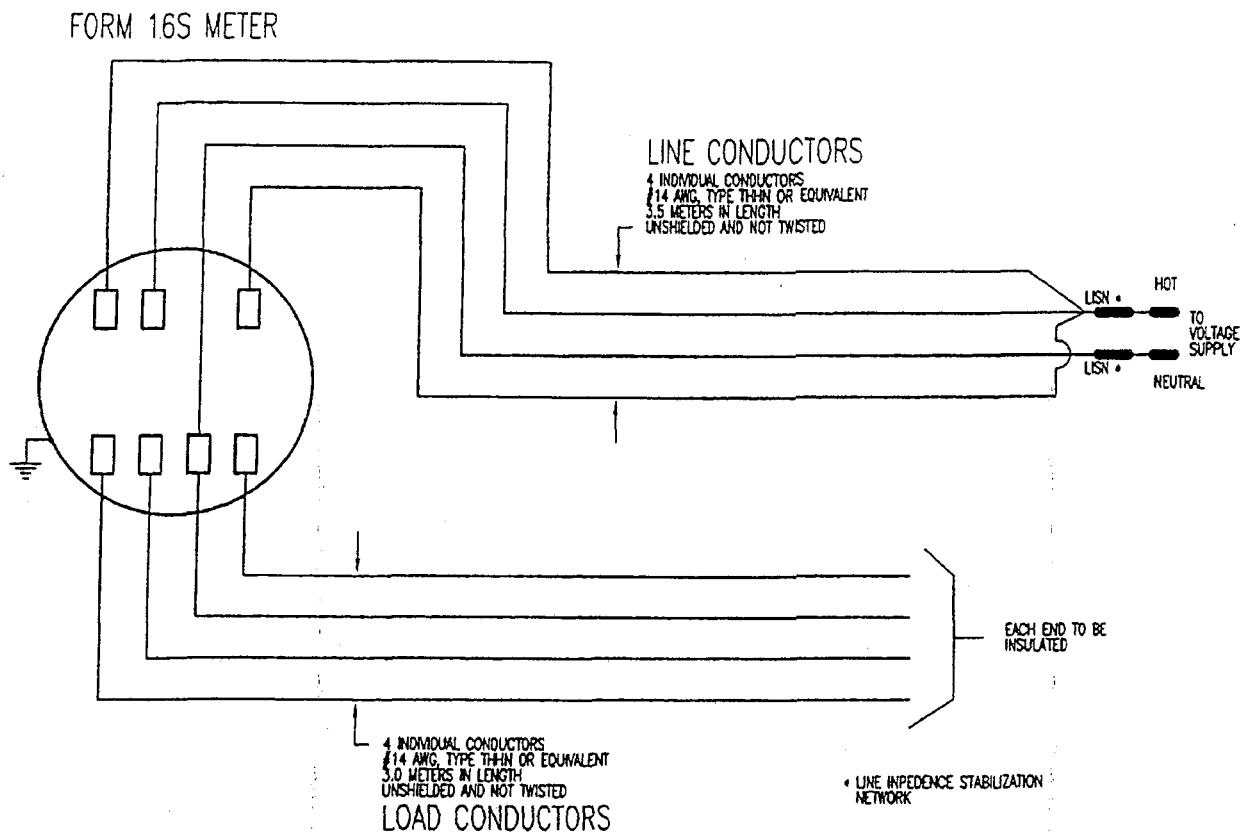 FORM 16S METER
LINE CONDUCTORS
4 INDIVIDUAL CONDUCTORS
#14 AWG, TYPE THHN OR EQUIVALENT
3.5 METERS IN LENGTH
UNSHIELDED AND NOT TWISTED
LISN *
HOT
TO
VOLTAGE
SUPPLY
LISN *
NEUTRAL
EACH END TO BE
INSULATED
4 INDIVIDUAL CONDUCTORS
#14 AWG, TYPE THHN OR EQUIVALENT
3.0 METERS IN LENGTH
UNSHIELDED AND NOT TWISTED
LOAD CONDUCTORS
* LINE INPEDENCE STABILIZATION
NETWORK